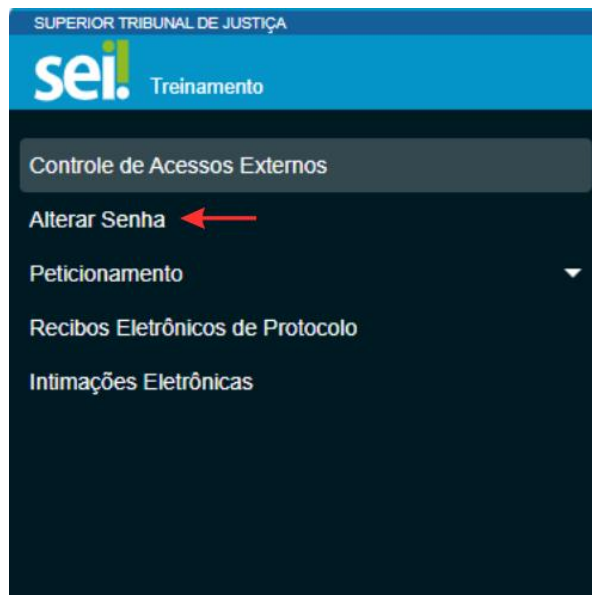 SUPERIOR TRIBUNAL DE JUSTIÇA
sei! Treinamento
Controle de Acessos Externos
Alterar Senha
Peticionamento
Recibos Eletrônicos de Protocolo
Intimações Eletrônicas